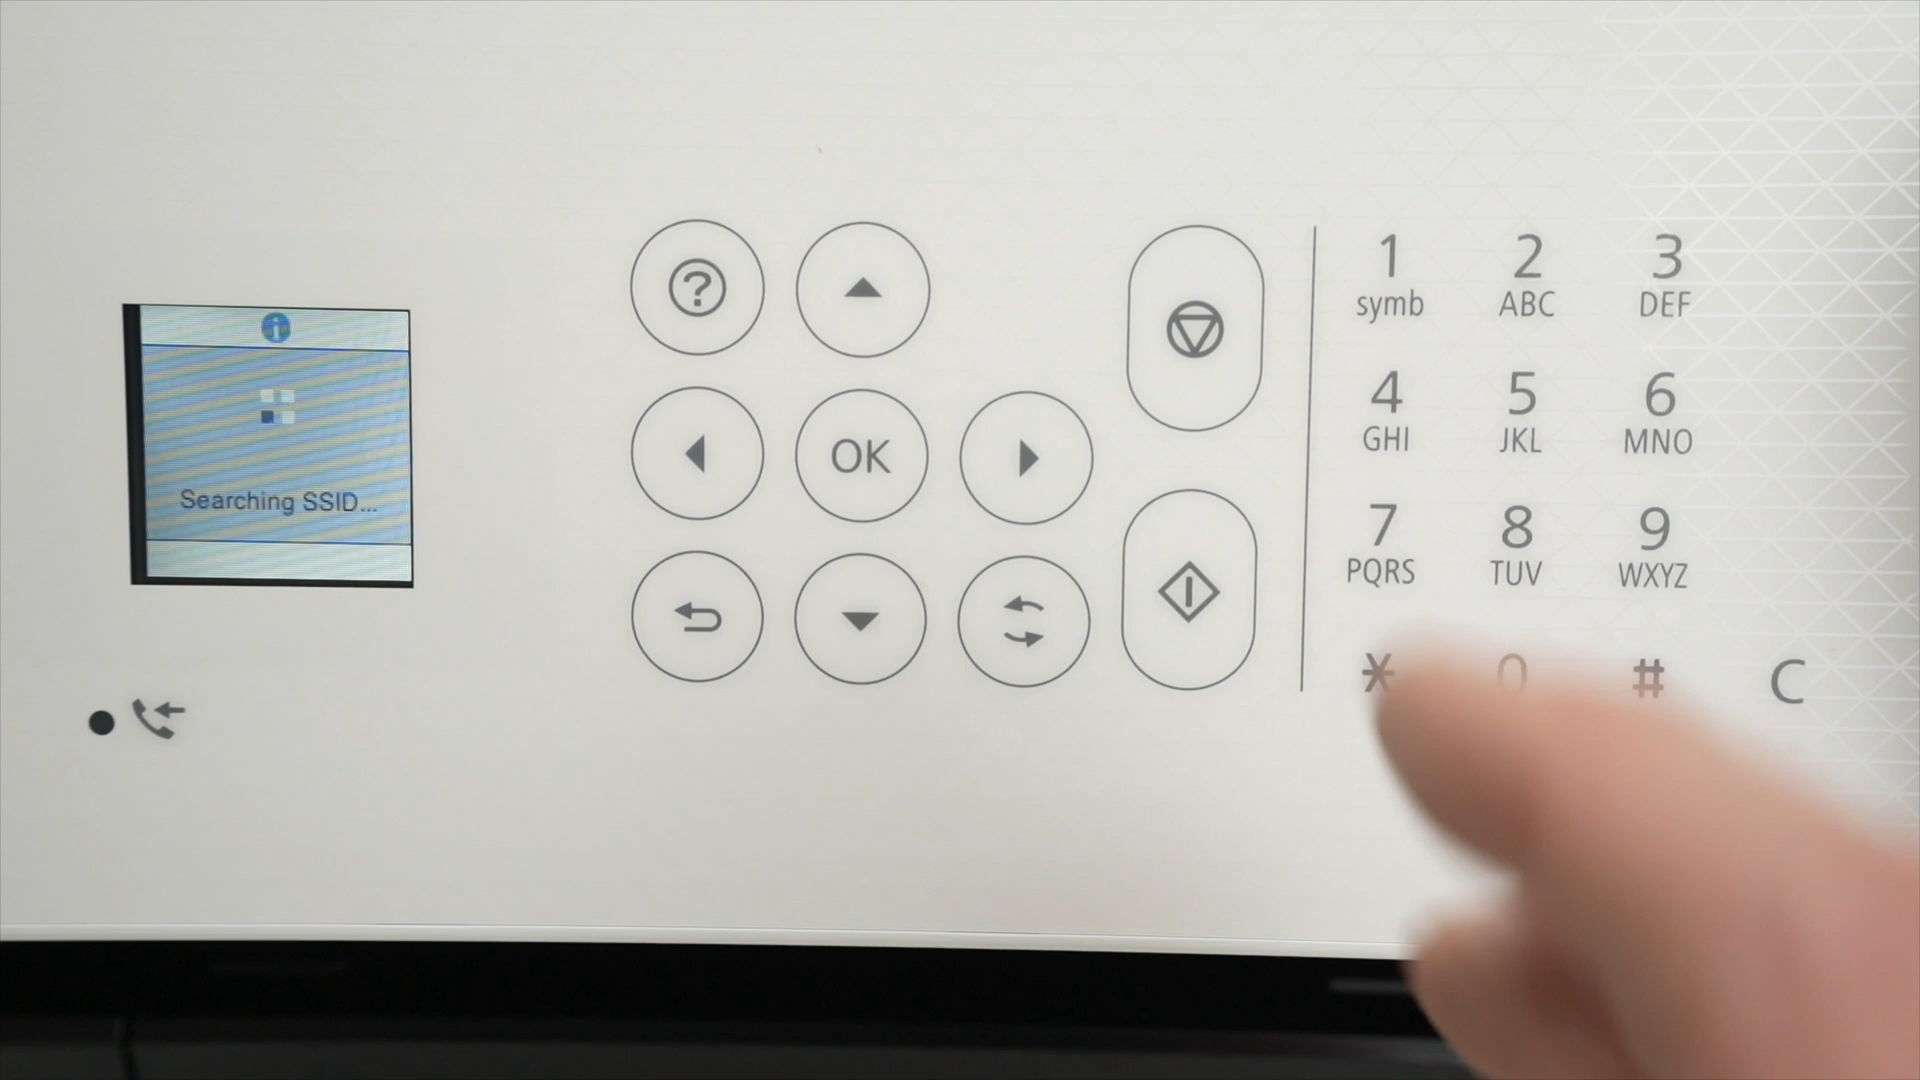 Searching SSID...
?
OK
1 2 3
symb ABC DEF
4 5 6
GHI JKL MNO
7 8 9
PQRS TUV WXYZ
* 0 # C